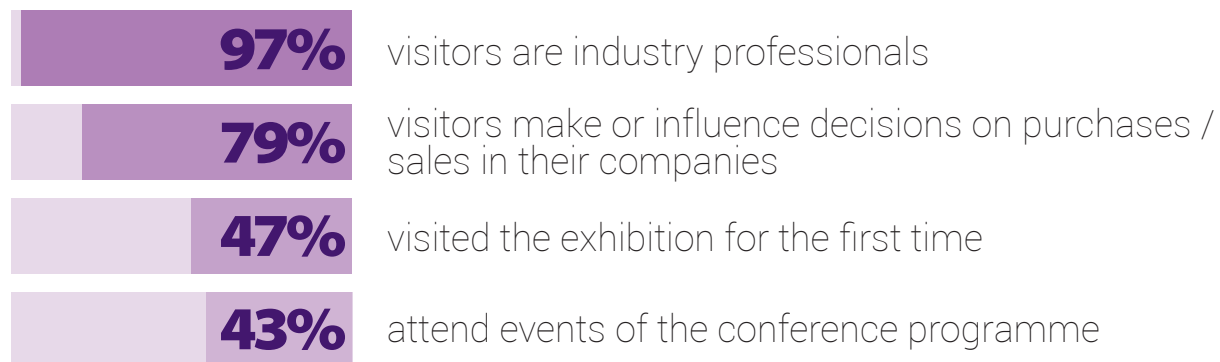 97% visitors are industry professionals
79% visitors make or influence decisions on purchases /
sales in their companies
47% visited the exhibition for the first time
43% attend events of the conference programme